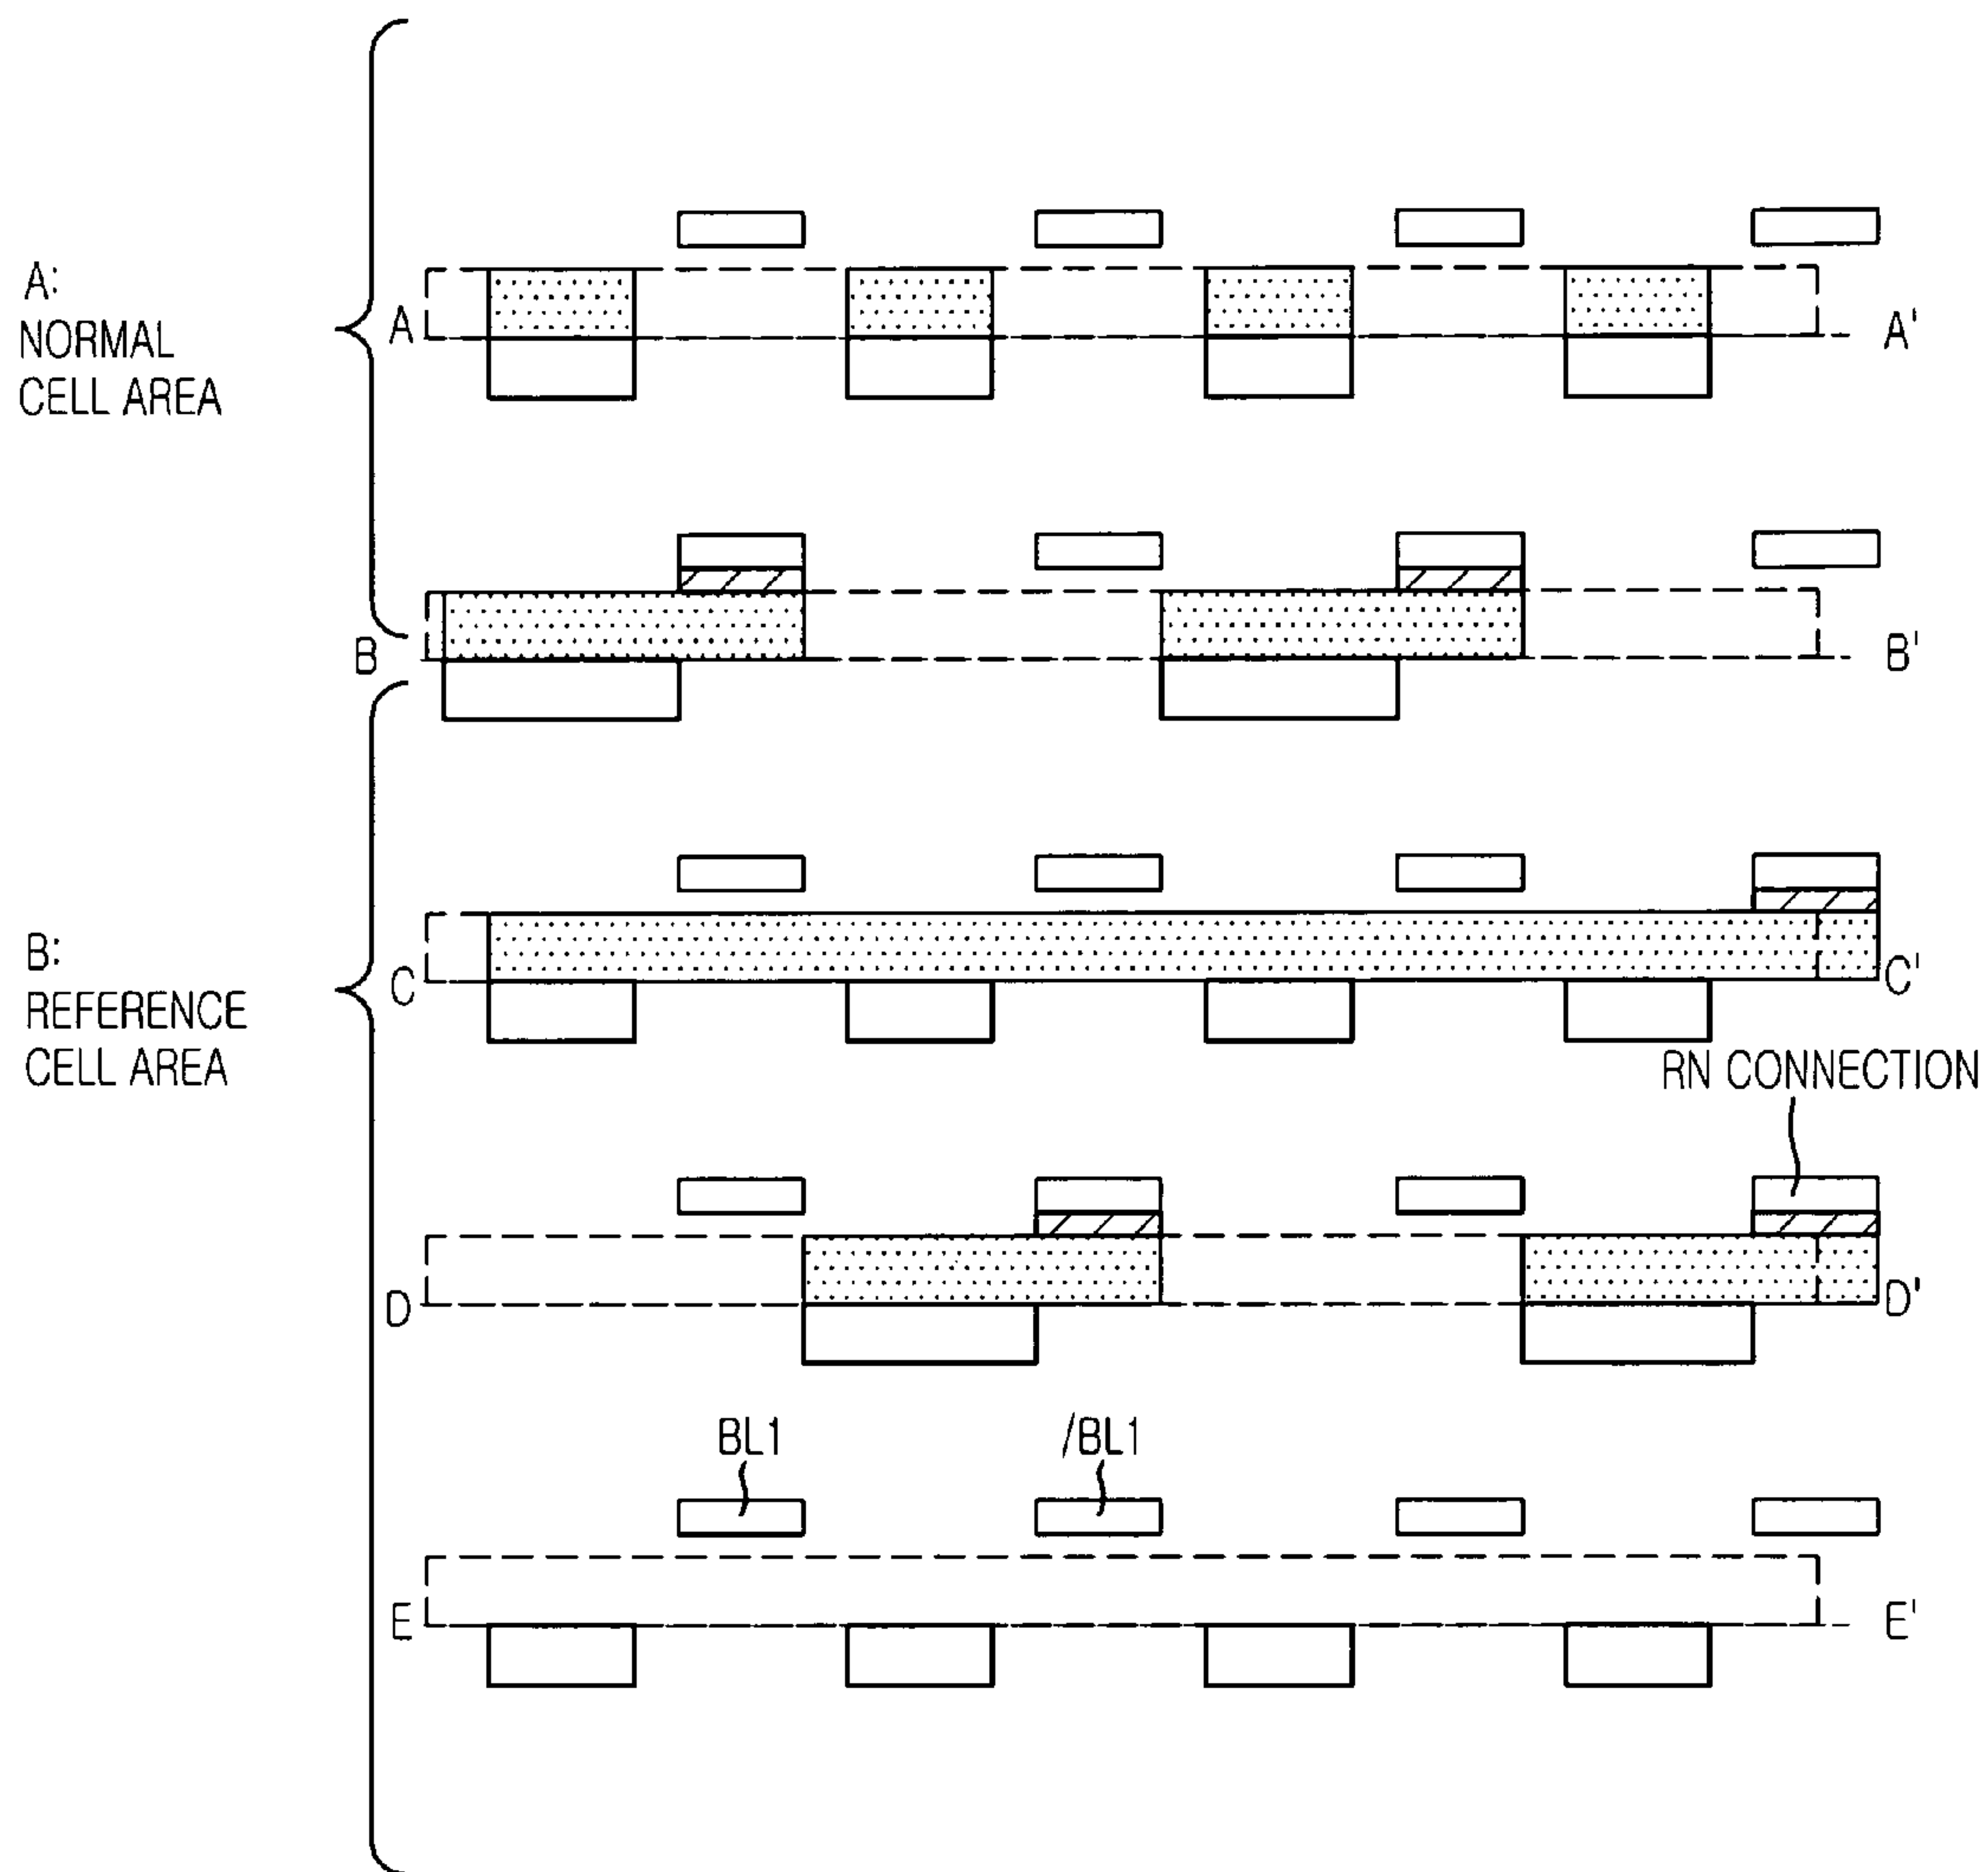 A:
NORMAL
CELL AREA
A
A'
B
B'
B:
REFERENCE
CELL AREA
C
C'
RN CONNECTION
D
D'
BL1
/BL1
E
E'